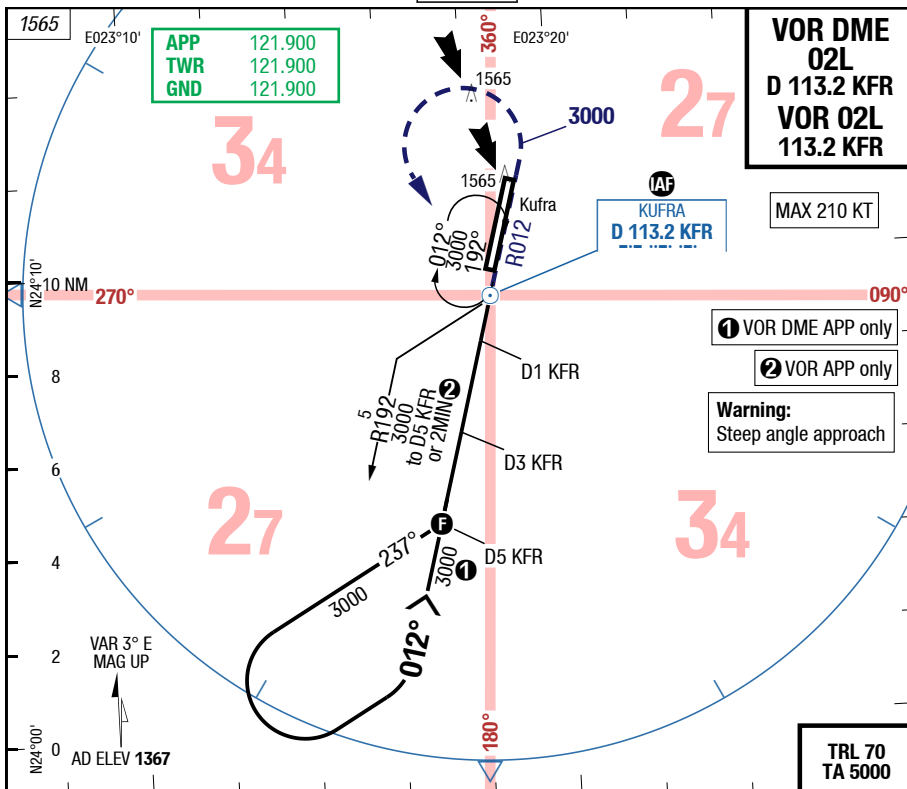 1565
E023°10'
APP 121.900
TWR 121.900
GND 121.900
360°
E023°20'
VOR DME
02L
D 113.2 KFR
VOR 02L
113.2 KFR
1565
3000
34
27
1565
Kufra
IAF
KUFRA
D 113.2 KFR
MAX 210 KT
012°
3000
192°
R012
N24°10'
10 NM
270°
090°
1 VOR DME APP only
2 VOR APP only
Warning:
Steep angle approach
D1 KFR
8
5
R192
3000
to D5 KFR
or 2MIN
2
D3 KFR
6
27
34
F
D5 KFR
237°
3000
1
4
3000
012°
VAR 3° E
MAG UP
2
180°
N24°00'
0
AD ELEV 1367
TRL 70
TA 5000